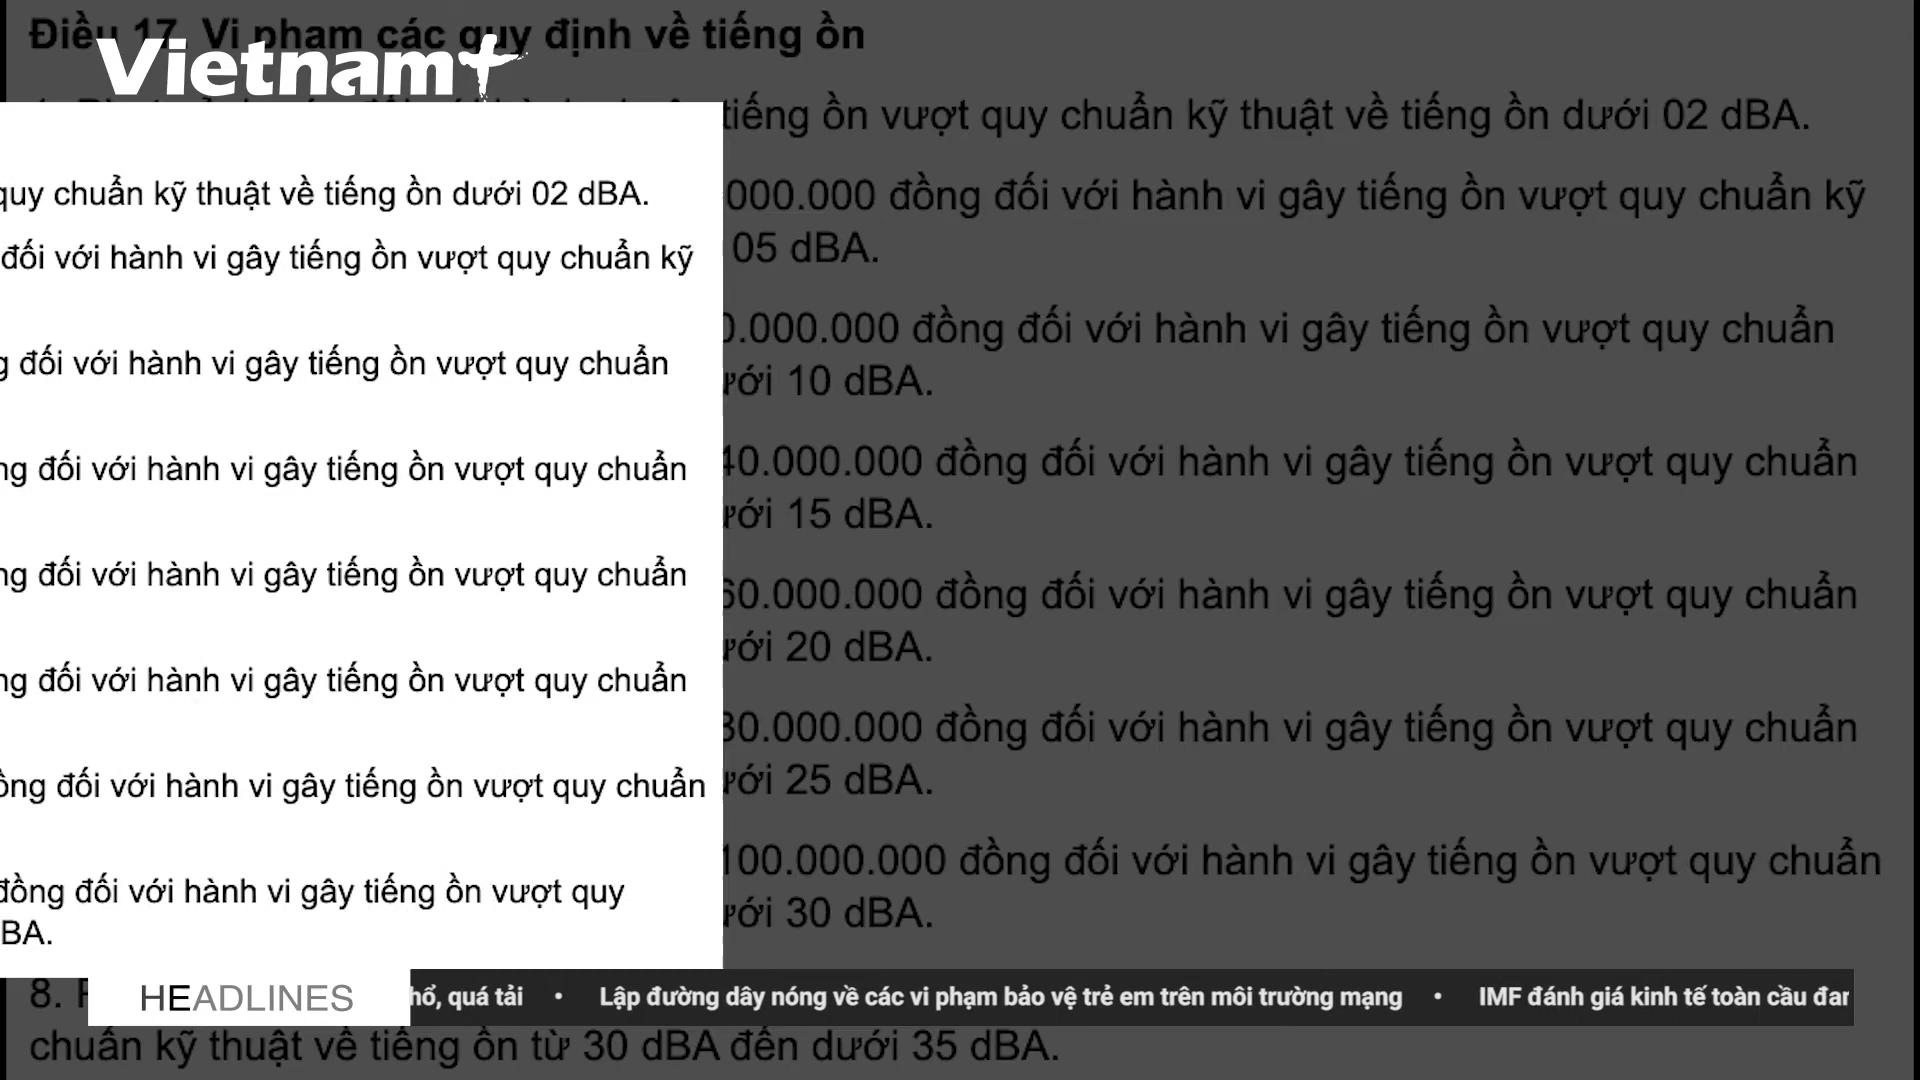 Điều 17. Vi phạm các quy định về tiếng ồn
Vietnam+
tiếng ồn vượt quy chuẩn kỹ thuật về tiếng ồn dưới 02 dBA.
quy chuẩn kỹ thuật về tiếng ồn dưới 02 dBA.
000.000 đồng đối với hành vi gây tiếng ồn vượt quy chuẩn kỹ
05 dBA.
đối với hành vi gây tiếng ồn vượt quy chuẩn kỹ
0.000.000 đồng đối với hành vi gây tiếng ồn vượt quy chuẩn
ưới 10 dBA.
g đối với hành vi gây tiếng ồn vượt quy chuẩn
40.000.000 đồng đối với hành vi gây tiếng ồn vượt quy chuẩn
ưới 15 dBA.
ng đối với hành vi gây tiếng ồn vượt quy chuẩn
60.000.000 đồng đối với hành vi gây tiếng ồn vượt quy chuẩn
ưới 20 dBA.
ng đối với hành vi gây tiếng ồn vượt quy chuẩn
80.000.000 đồng đối với hành vi gây tiếng ồn vượt quy chuẩn
ưới 25 dBA.
ng đối với hành vi gây tiếng ồn vượt quy chuẩn
100.000.000 đồng đối với hành vi gây tiếng ồn vượt quy chuẩn
ưới 30 dBA.
ồng đối với hành vi gây tiếng ồn vượt quy chuẩn
đồng đối với hành vi gây tiếng ồn vượt quy
BA.
8.
HEADLINES
hổ, quá tải • Lập đường dây nóng về các vi phạm bảo vệ trẻ em trên môi trường mạng • IMF đánh giá kinh tế toàn cầu đan
chuẩn kỹ thuật về tiếng ồn từ 30 dBA đến dưới 35 dBA.